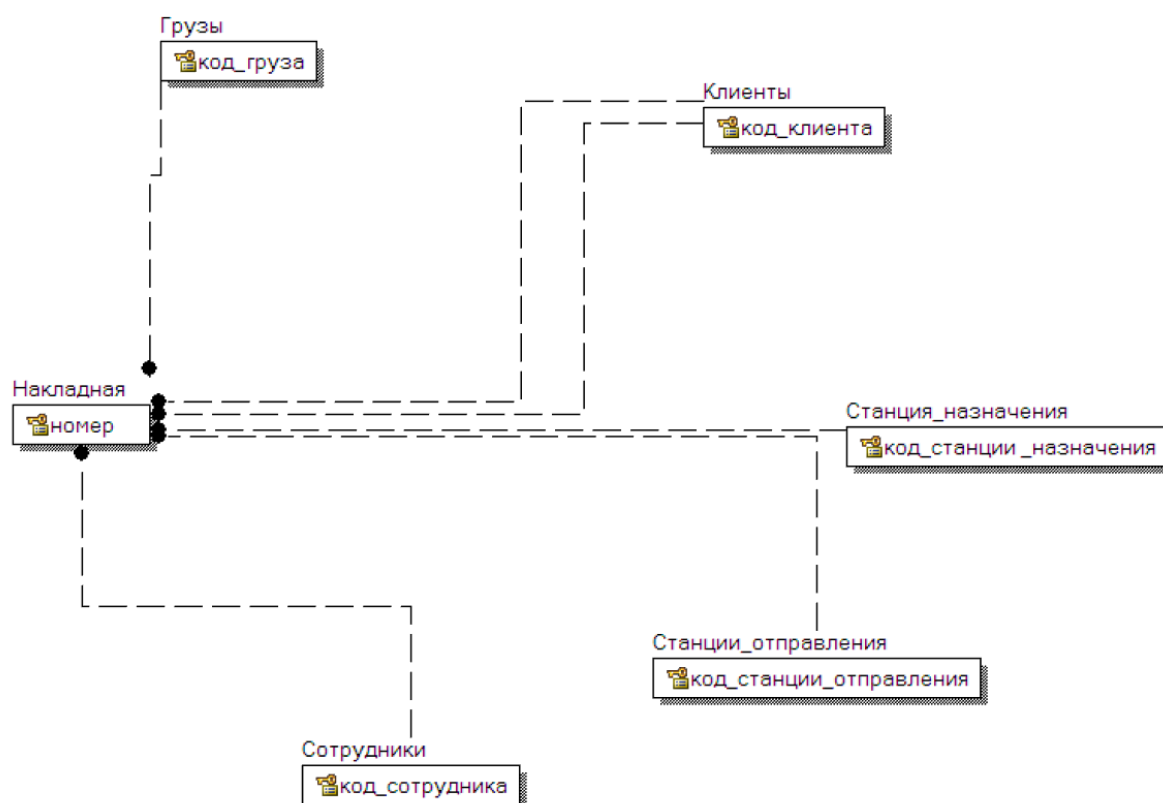 Грузы
код_груза
Клиенты
код_клиента
Накладная
номер
Станция_назначения
код_станции _назначения
Станции_отправления
код_станции_отправления
Сотрудники
код_сотрудника